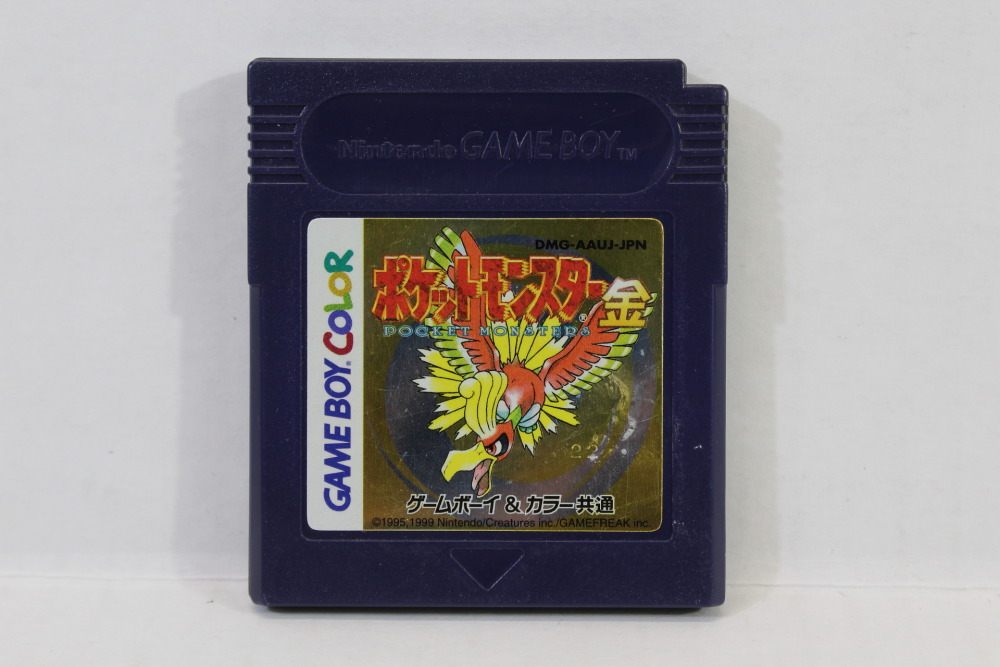 Nintendo GAME BOY™
GAME BOY COLOR
DMG-AAUJ-JPN
ポケットモンスター金
POCKET MONSTERS®
22
ゲームボーイ & カラー共通
©1995,1999 Nintendo/Creatures inc./GAMEFREAK inc.